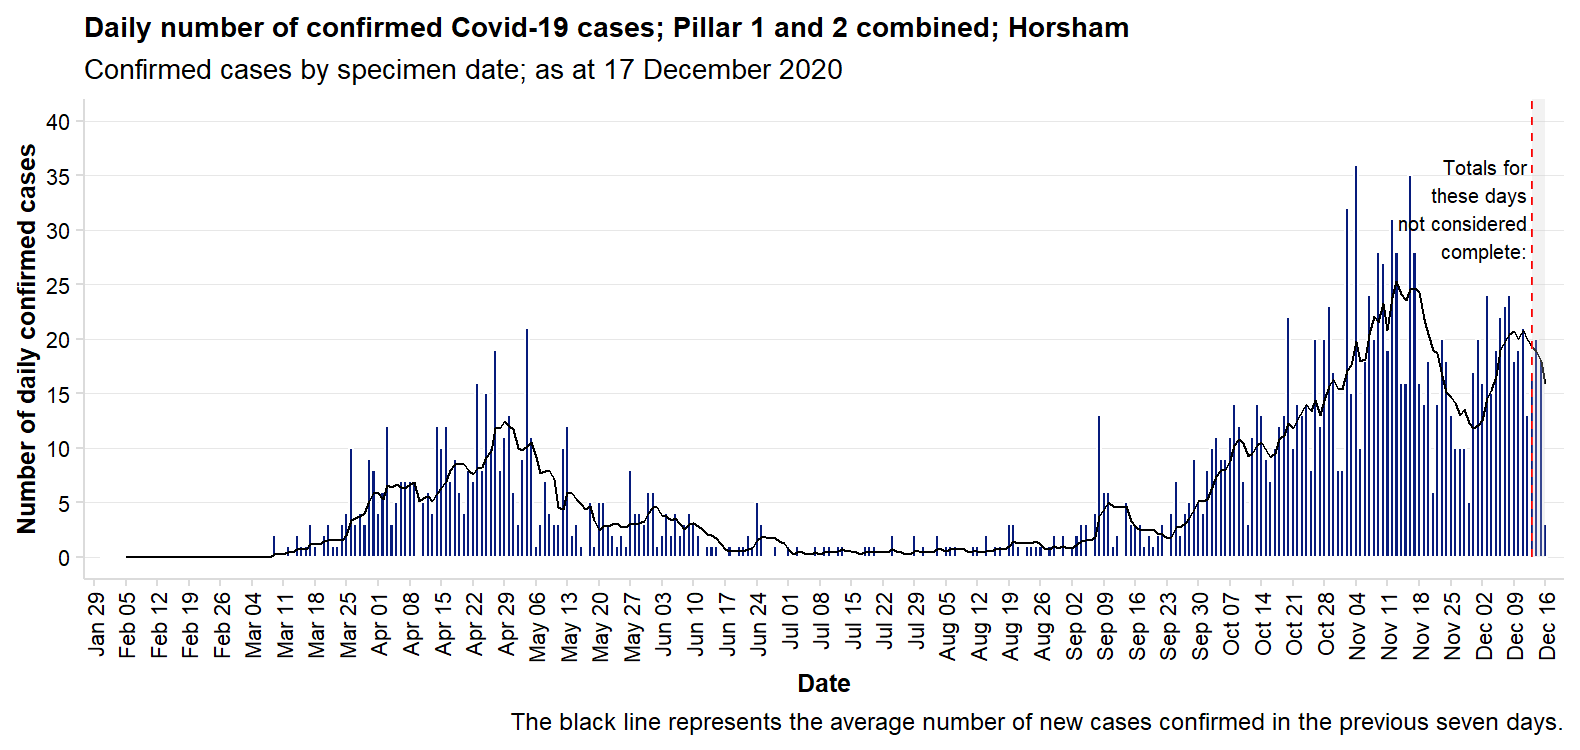 Daily number of confirmed Covid-19 cases; Pillar 1 and 2 combined; Horsham
Confirmed cases by specimen date; as at 17 December 2020
Number of daily confirmed cases
40
35
30
25
20
15
10
5
0
Totals for
these days
not considered
complete:
Jan 29
Feb 05
Feb 12
Feb 19
Feb 26
Mar 04
Mar 11
Mar 18
Mar 25
Apr 01
Apr 08
Apr 15
Apr 22
Apr 29
May 06
May 13
May 20
May 27
Jun 03
Jun 10
Jun 17
Jun 24
Jul 01
Jul 08
Jul 15
Jul 22
Jul 29
Aug 05
Aug 12
Aug 19
Aug 26
Sep 02
Sep 09
Sep 16
Sep 23
Sep 30
Oct 07
Oct 14
Oct 21
Oct 28
Nov 04
Nov 11
Nov 18
Nov 25
Dec 02
Dec 09
Dec 16
Date
The black line represents the average number of new cases confirmed in the previous seven days.